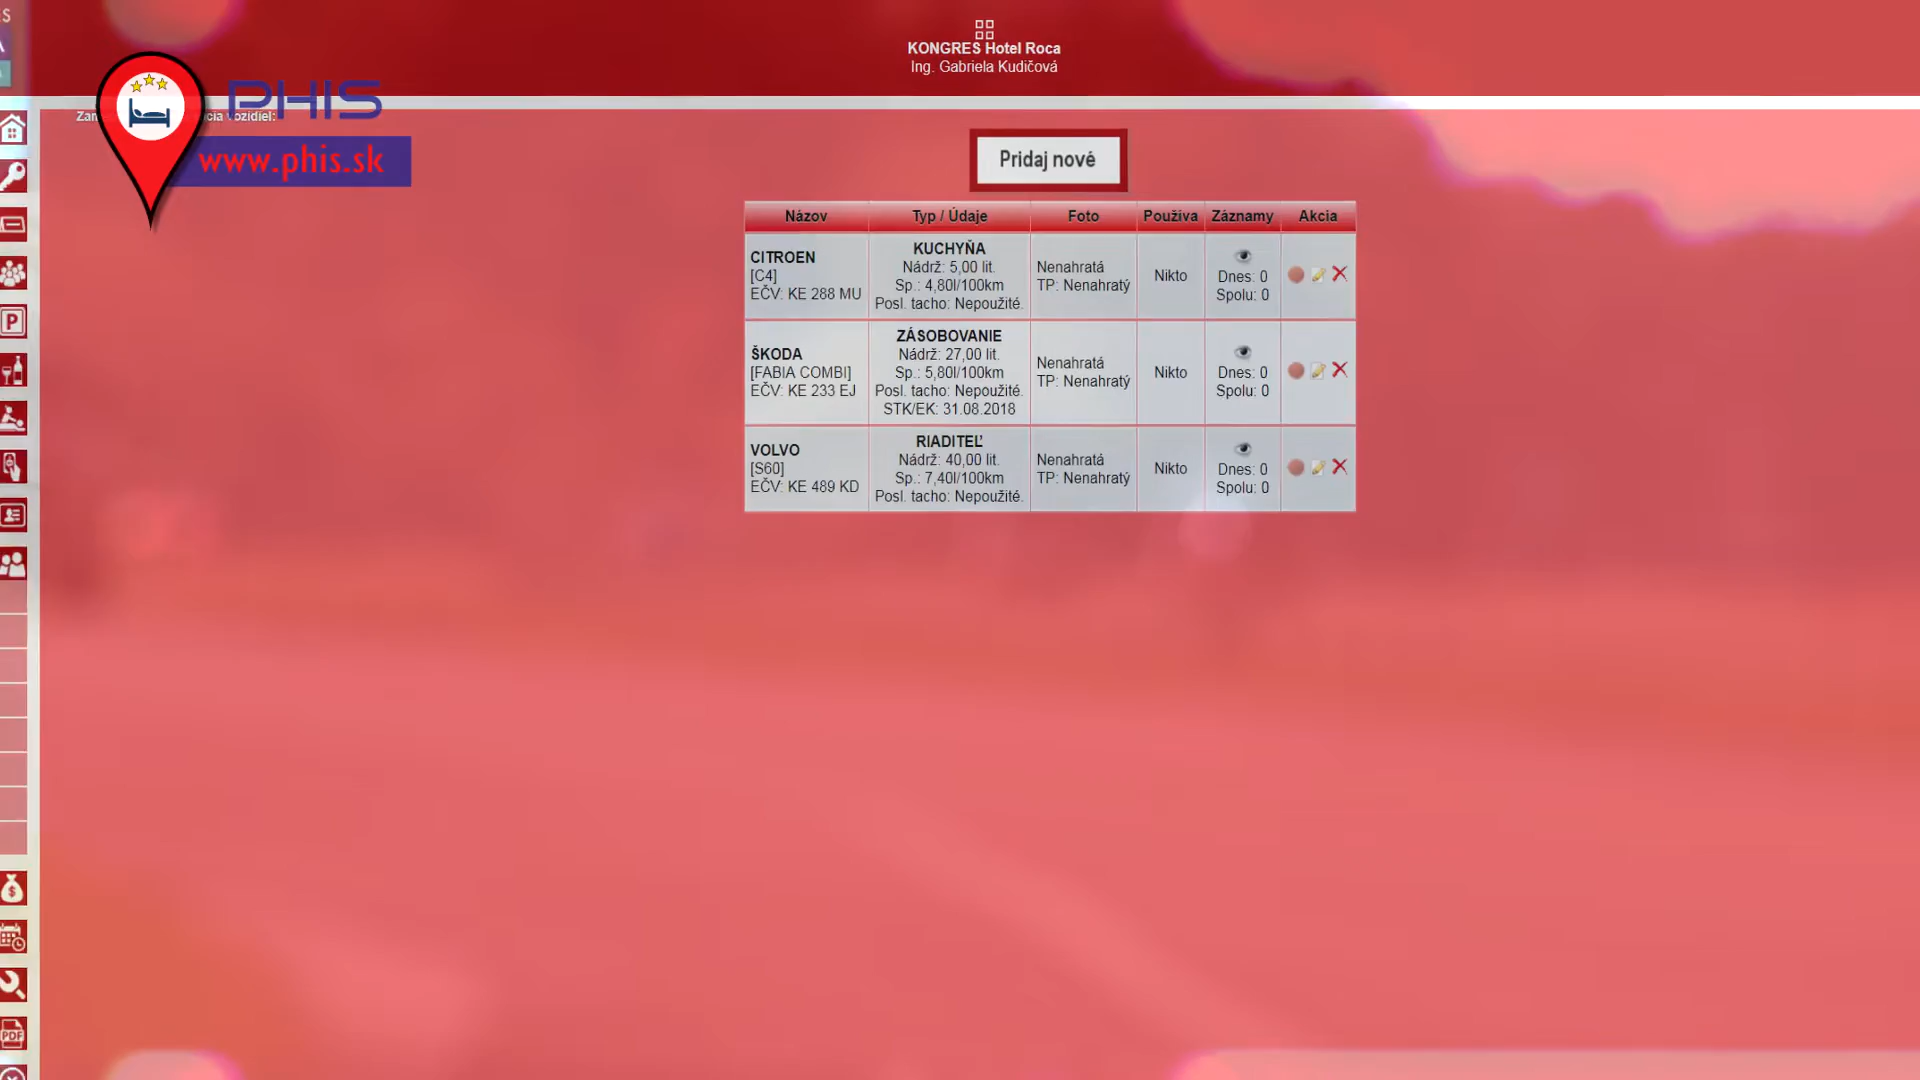 KONGRES Hotel Roca
Ing. Gabriela Kudičová
PHIS
www.phis.sk
vozidiel:
Pridaj nové
Názov Typ / Údaje Foto Používa Záznamy Akcia
CITROEN
[C4]
EČV: KE 288 MU
KUCHYŇA
Nádrž: 5,00 lit.
Sp.: 4,80l/100km
Posl. tacho: Nepoužité.
Nenahratá
TP: Nenahratý
Nikto
Dnes: 0
Spolu: 0
ŠKODA
[FABIA COMBI]
EČV: KE 233 EJ
ZÁSOBOVANIE
Nádrž: 27,00 lit.
Sp.: 5,80l/100km
Posl. tacho: Nepoužité.
STK/EK: 31.08.2018
Nenahratá
TP: Nenahratý
Nikto
Dnes: 0
Spolu: 0
VOLVO
[S60]
EČV: KE 489 KD
RIADITEĽ
Nádrž: 40,00 lit.
Sp.: 7,40l/100km
Posl. tacho: Nepoužité.
Nenahratá
TP: Nenahratý
Nikto
Dnes: 0
Spolu: 0
P
PDF